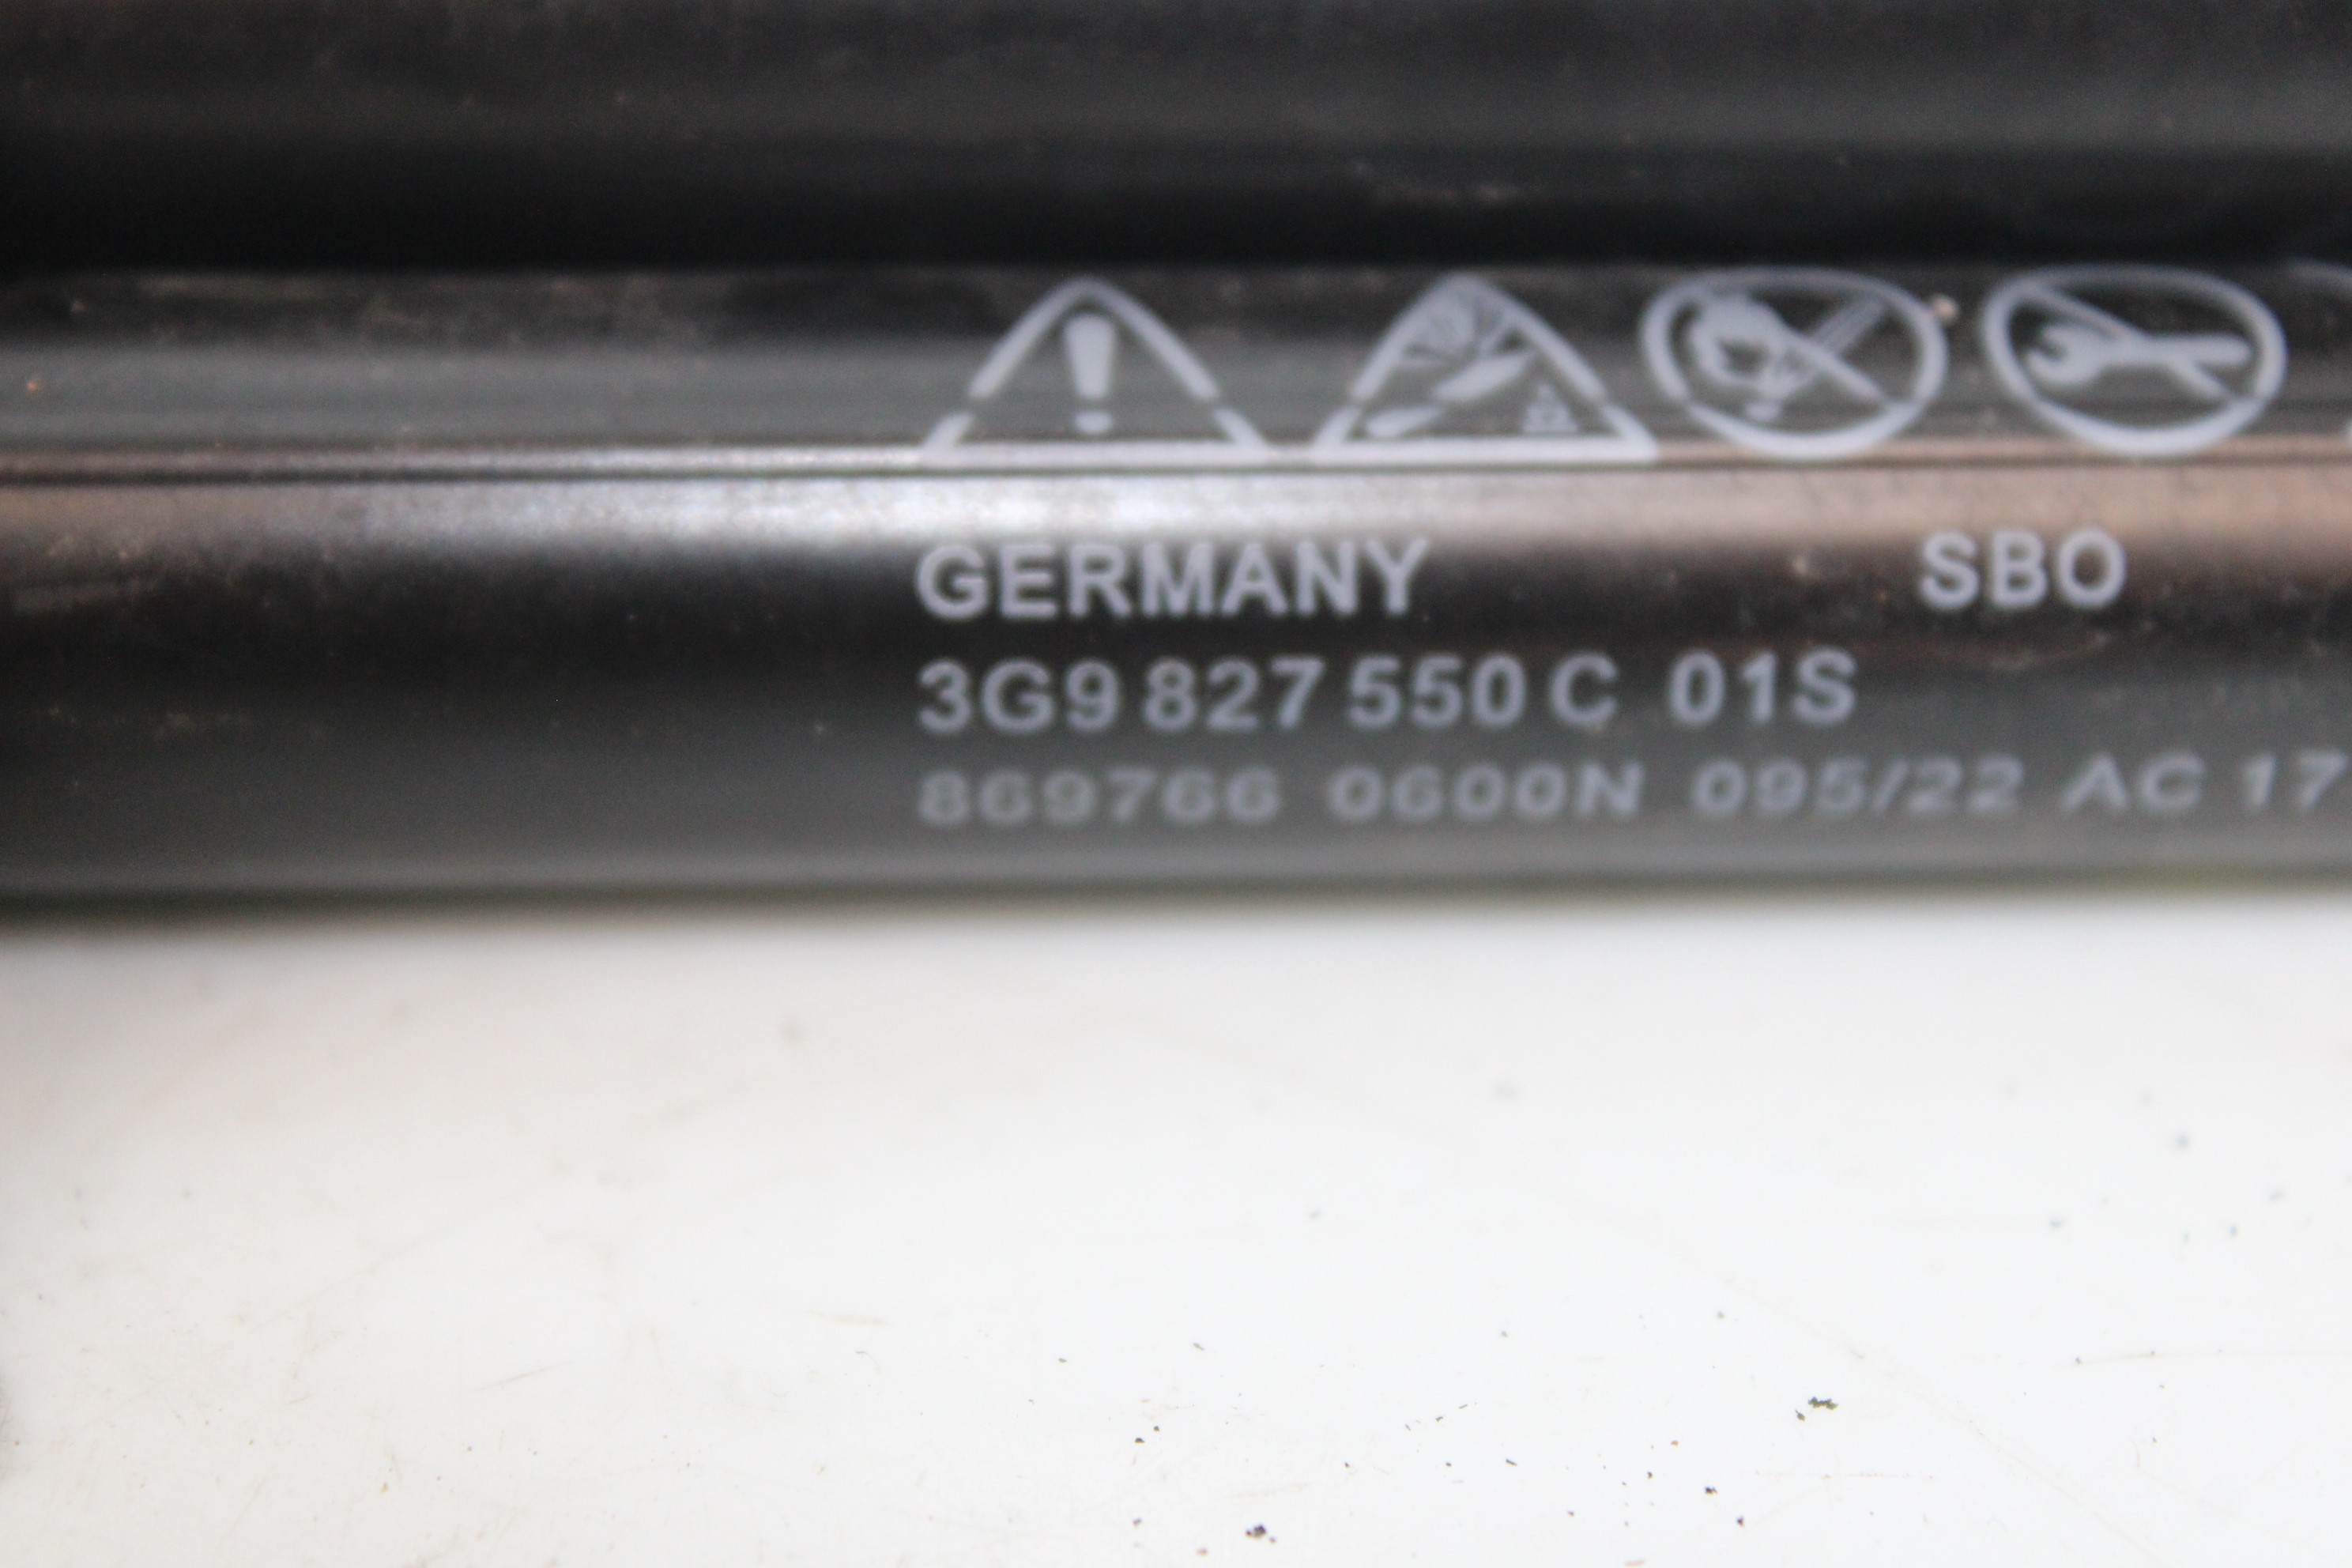 GERMANY SBO
3G9 827 550 C 01S
869766 0600N 095/22 AC 17